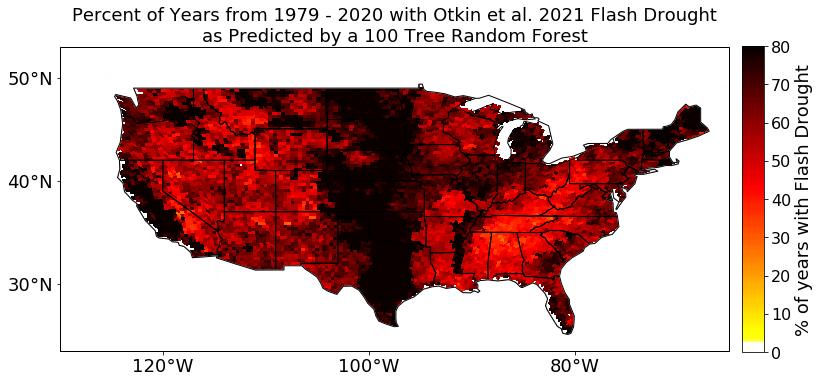 Percent of Years from 1979 - 2020 with Otkin et al. 2021 Flash Drought
as Predicted by a 100 Tree Random Forest
50°N
40°N
30°N
120°W
100°W
80°W
80
70
60
50
40
30
20
10
0
% of years with Flash Drought